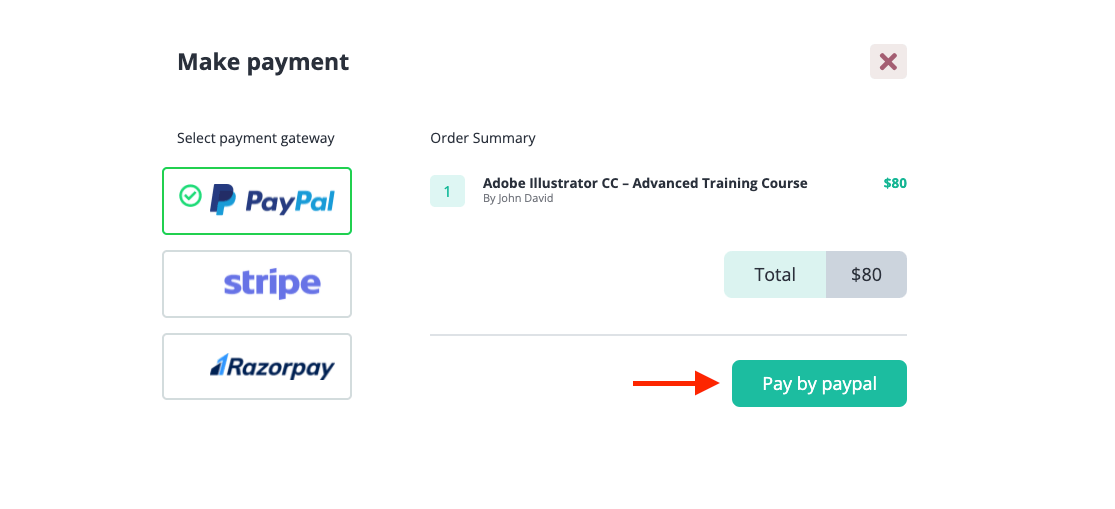 Make payment
Select payment gateway
PayPal
stripe
Razorpay
Order Summary
1
Adobe Illustrator CC – Advanced Training Course
$80
By John David
Total
$80
Pay by paypal